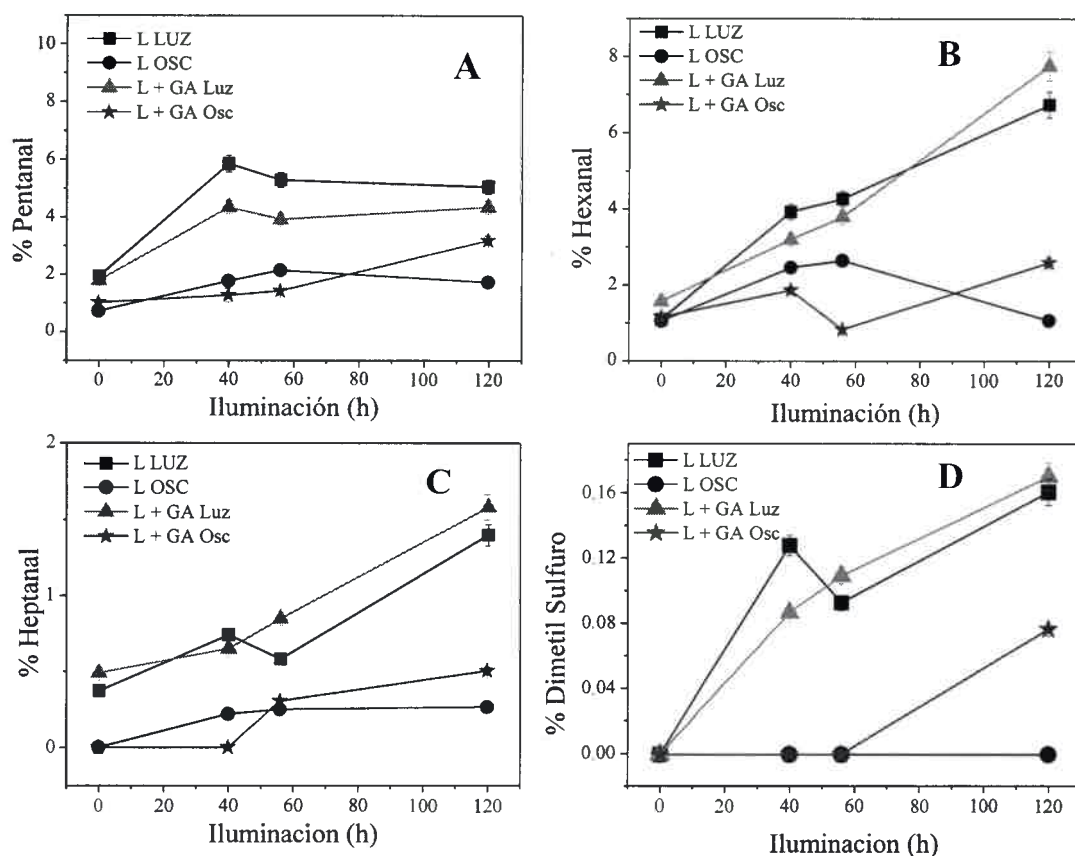 L LUZ
L OSC
L + GA Luz
L + GA Osc
A
10
8
6
4
2
0
% Pentanal
0 20 40 60 80 100 120
Iluminación (h)
L LUZ
L OSC
L + GA Luz
L + GA Osc
B
8
6
4
2
0
% Hexanal
0 20 40 60 80 100 120
Iluminación (h)
L LUZ
L OSC
L + GA Luz
L + GA Osc
C
2
1
0
% Heptanal
0 20 40 60 80 100 120
Iluminacion (h)
L LUZ
L OSC
L + GA Luz
L + GA Osc
D
0.16
0.12
0.08
0.04
0.00
% Dimetil Sulfuro
0 20 40 60 80 100 120
Iluminacion (h)